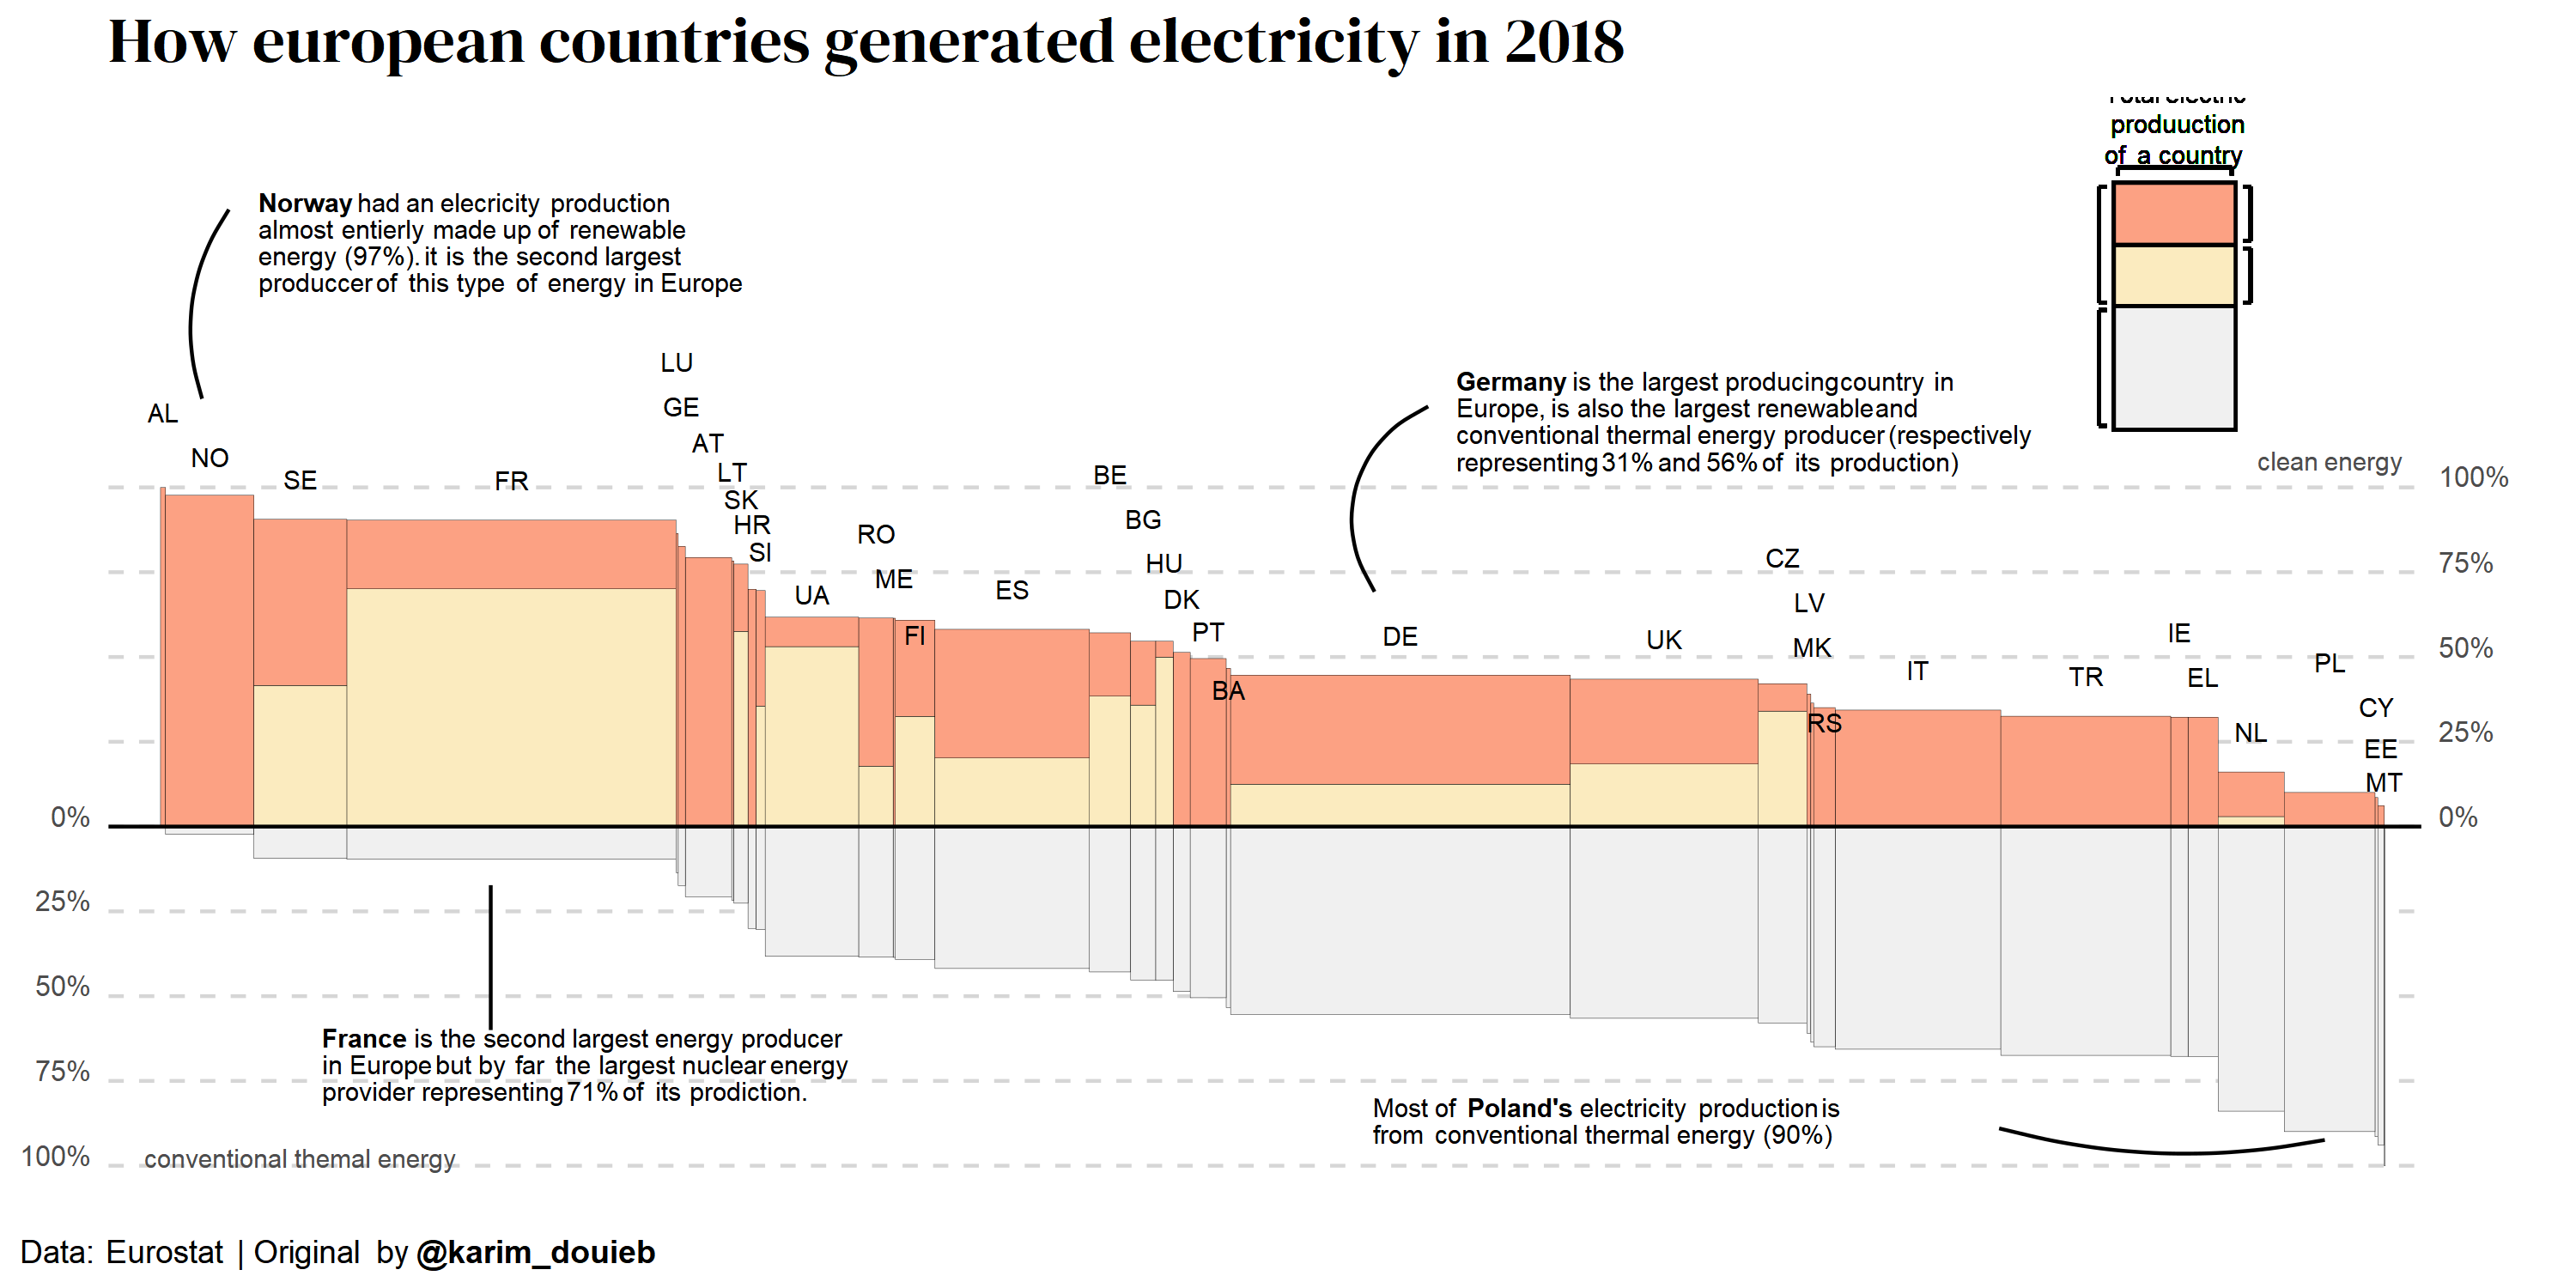 How european countries generated electricity in 2018
Total electric
produuction
of a country
Norway had an elecricity production
almost entierly made up of renewable
energy (97%). it is the second largest
produccer of this type of energy in Europe
Germany is the largest producing country in
Europe, is also the largest renewable and
conventional thermal energy producer (respectively
representing 31% and 56% of its production)
clean energy
100%
75%
50%
25%
0%
AL
NO
SE
FR
LU
GE
AT
LT
SK
HR
SI
UA
RO
ME
FI
ES
BE
BG
HU
DK
PT
BA
DE
UK
CZ
LV
MK
RS
IT
TR
IE
EL
NL
PL
CY
EE
MT
0%
25%
50%
75%
100%
France is the second largest energy producer
in Europe but by far the largest nuclear energy
provider representing 71% of its prodiction.
Most of Poland's electricity production is
from conventional thermal energy (90%)
conventional themal energy
Data: Eurostat | Original by @karim_douieb